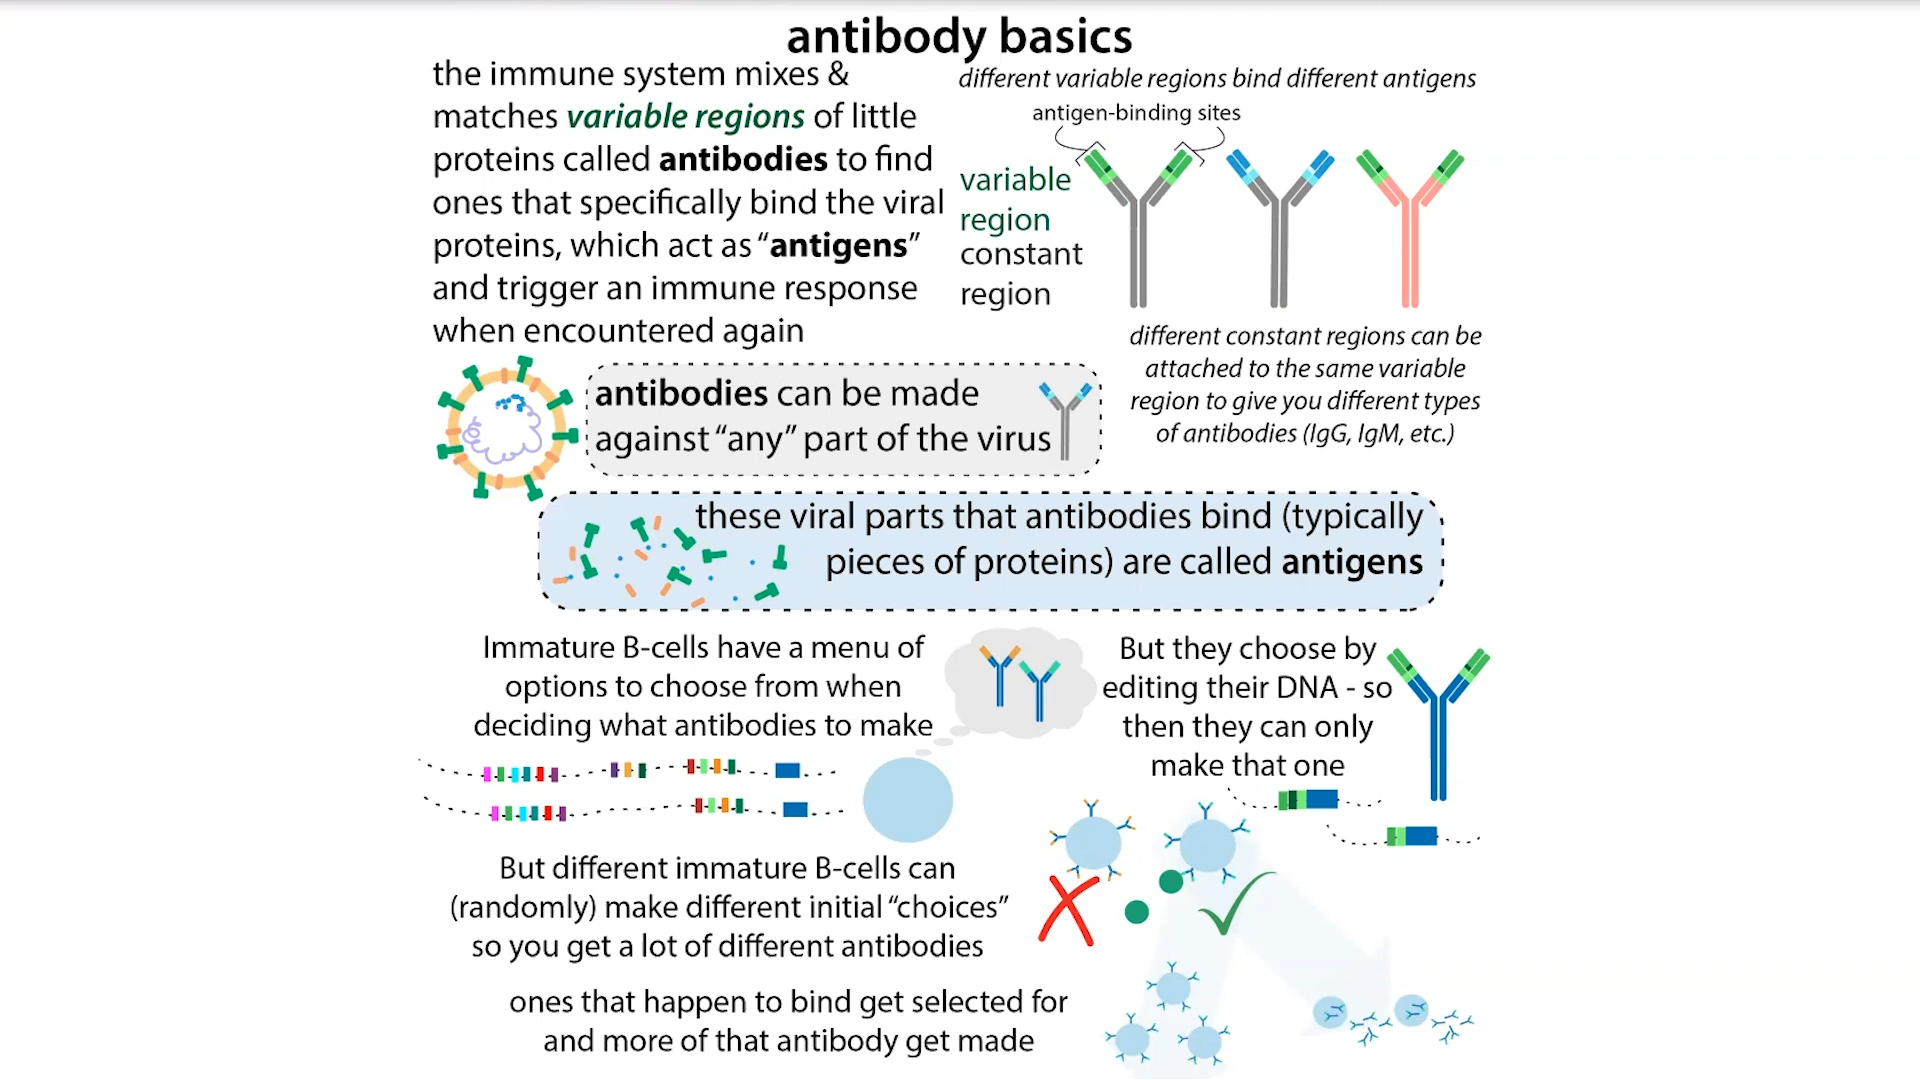 antibody basics
the immune system mixes &
matches variable regions of little
proteins called antibodies to find
ones that specifically bind the viral
proteins, which act as “antigens”
and trigger an immune response
when encountered again
different variable regions bind different antigens
antigen-binding sites
variable
region
constant
region
different constant regions can be
attached to the same variable
region to give you different types
of antibodies (IgG, IgM, etc.)
antibodies can be made
against “any” part of the virus
these viral parts that antibodies bind (typically
pieces of proteins) are called antigens
Immature B-cells have a menu of
options to choose from when
deciding what antibodies to make
But they choose by
editing their DNA - so
then they can only
make that one
But different immature B-cells can
(randomly) make different initial “choices”
so you get a lot of different antibodies
ones that happen to bind get selected for
and more of that antibody get made